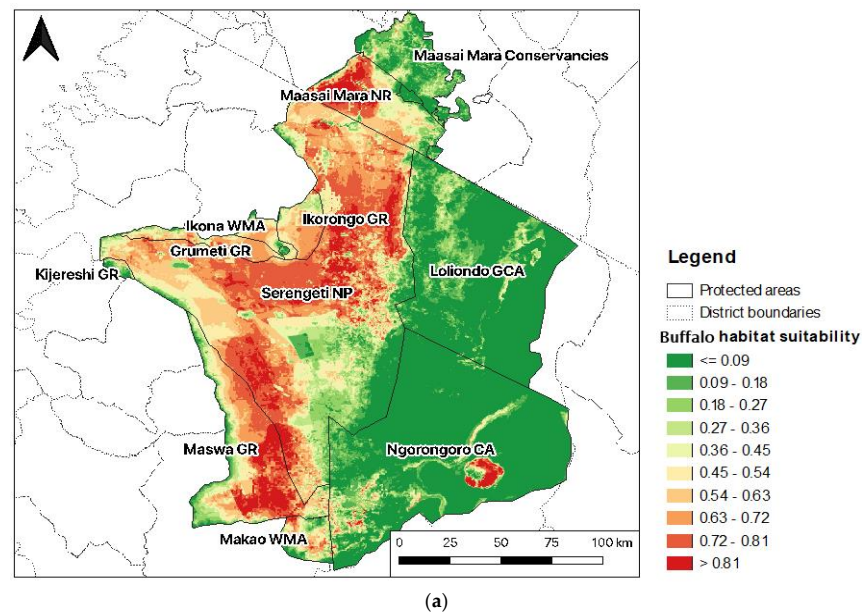 Maasai Mara Conservancies
Maasai Mara NR
Ikona WMA
Ikorongo GR
Grumeti GR
Kijereshi GR
Loliondo GCA
Serengeti NP
Maswa GR
Ngorongoro CA
Makao WMA
0 25 50 75 100 km
Legend
Protected areas
District boundaries
Buffalo habitat suitability
<= 0.09
0.09 - 0.18
0.18 - 0.27
0.27 - 0.36
0.36 - 0.45
0.45 - 0.54
0.54 - 0.63
0.63 - 0.72
0.72 - 0.81
> 0.81
(a)